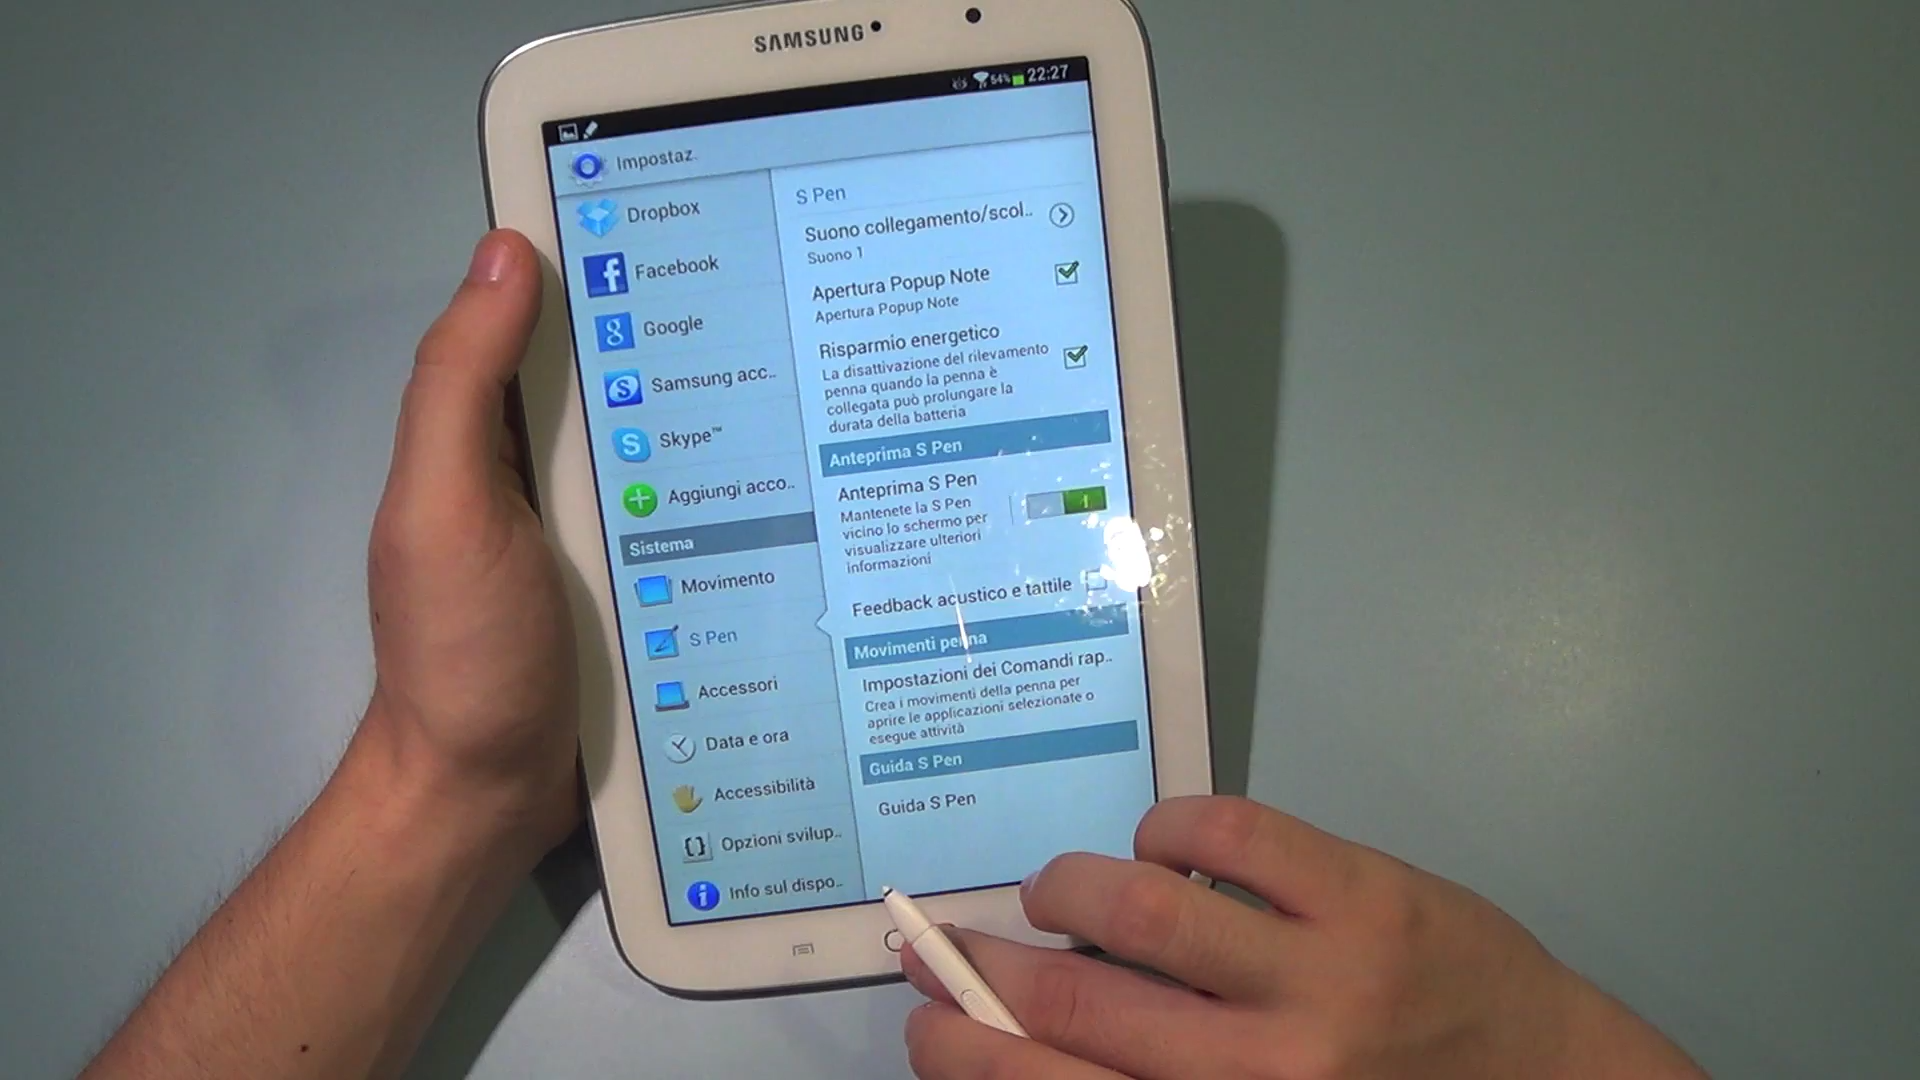 SAMSUNG
54% 22:27
Impostaz.
Dropbox
Facebook
Google
Samsung acc..
Skype™
Aggiungi acco..
Sistema
Movimento
S Pen
Accessori
Data e ora
Accessibilità
Opzioni svilup..
Info sul dispo..
S Pen
Suono collegamento/scol..
Suono 1
Apertura Popup Note
Apertura Popup Note
Risparmio energetico
La disattivazione del rilevamento
penna quando la penna è
collegata può prolungare la
durata della batteria
Anteprima S Pen
Anteprima S Pen
Mantenete la S Pen
vicino lo schermo per
visualizzare ulteriori
informazioni
Feedback acustico e tattile
Movimenti penna
Impostazioni dei Comandi rap..
Crea i movimenti della penna per
aprire le applicazioni selezionate o
esegue attività
Guida S Pen
Guida S Pen